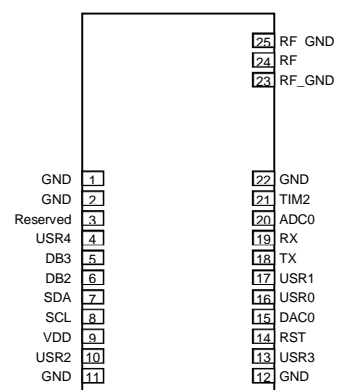 25 RF GND
24 RF
23 RF_GND
GND 1 22 GND
GND 2 21 TIM2
Reserved 3 20 ADC0
USR4 4 19 RX
DB3 5 18 TX
DB2 6 17 USR1
SDA 7 16 USR0
SCL 8 15 DAC0
VDD 9 14 RST
USR2 10 13 USR3
GND 11 12 GND